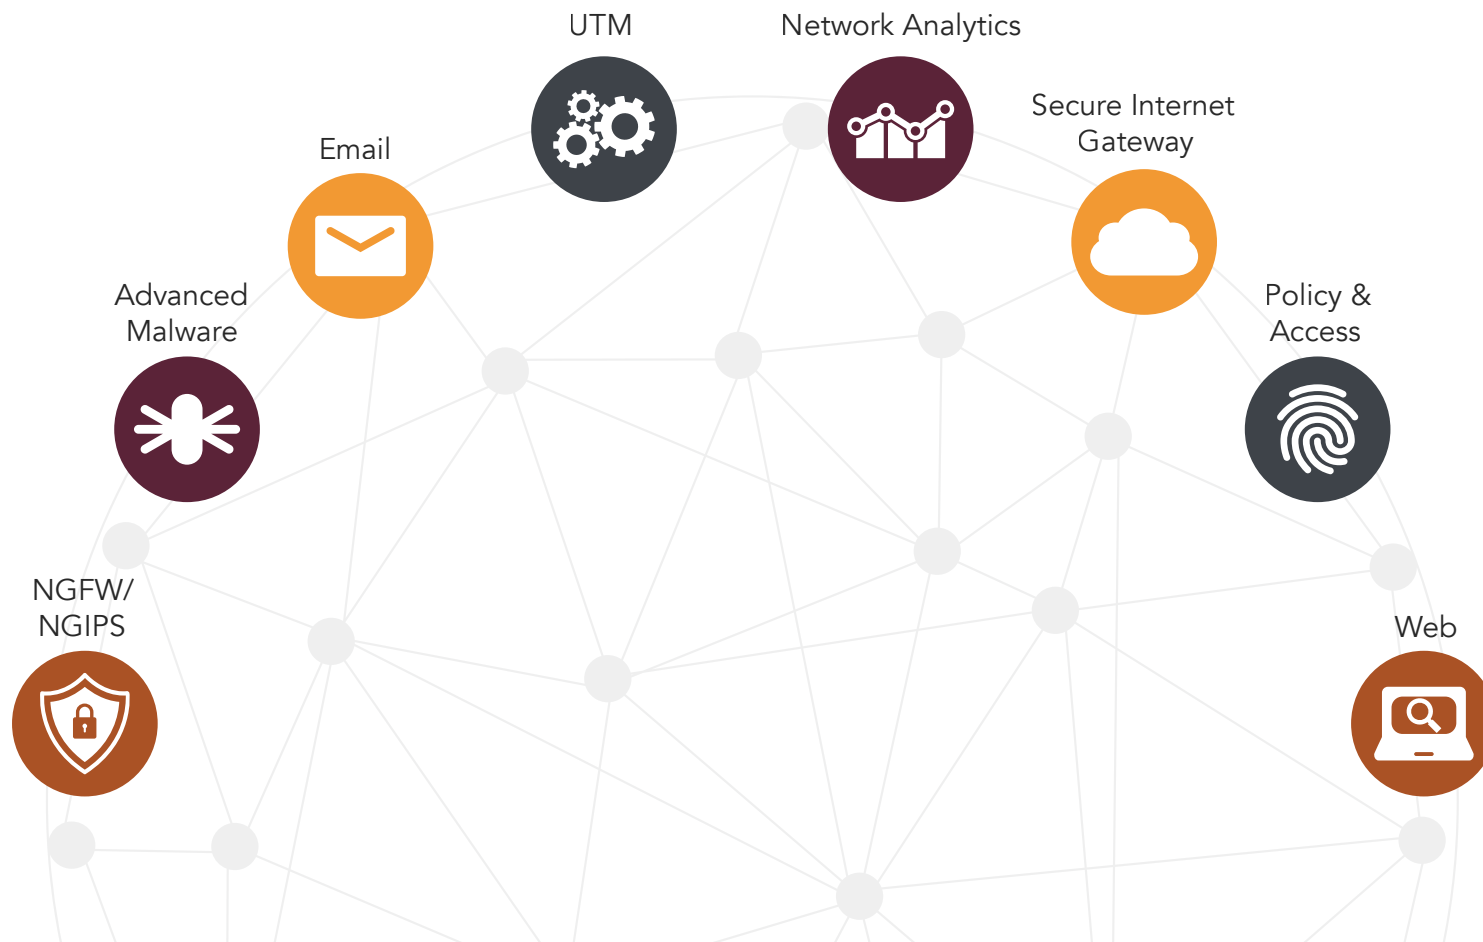 UTM
Network Analytics
Secure Internet
Gateway
Email
Advanced
Malware
Policy &
Access
NGFW/
NGIPS
Web